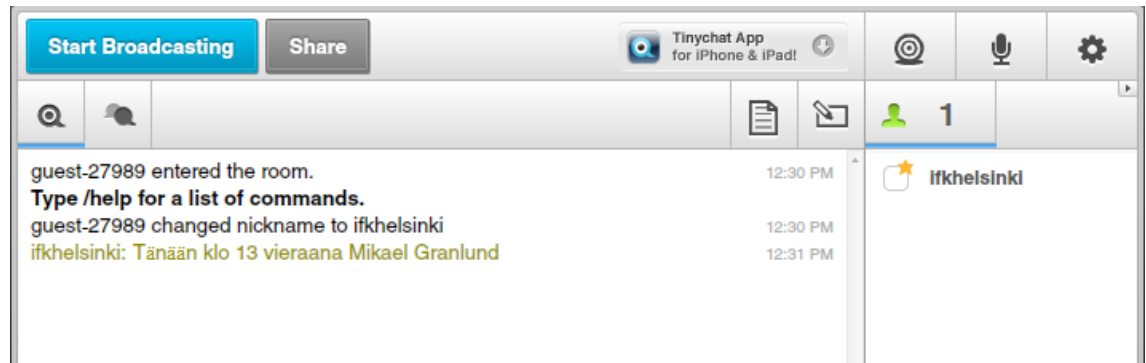 Start Broadcasting
Share
Tinychat App
for iPhone & iPad!
1
guest-27989 entered the room. 12:30 PM
Type /help for a list of commands.
guest-27989 changed nickname to ifkhelsinki 12:30 PM
ifkhelsinki: Tänään klo 13 vieraana Mikael Granlund 12:31 PM
ifkhelsinki